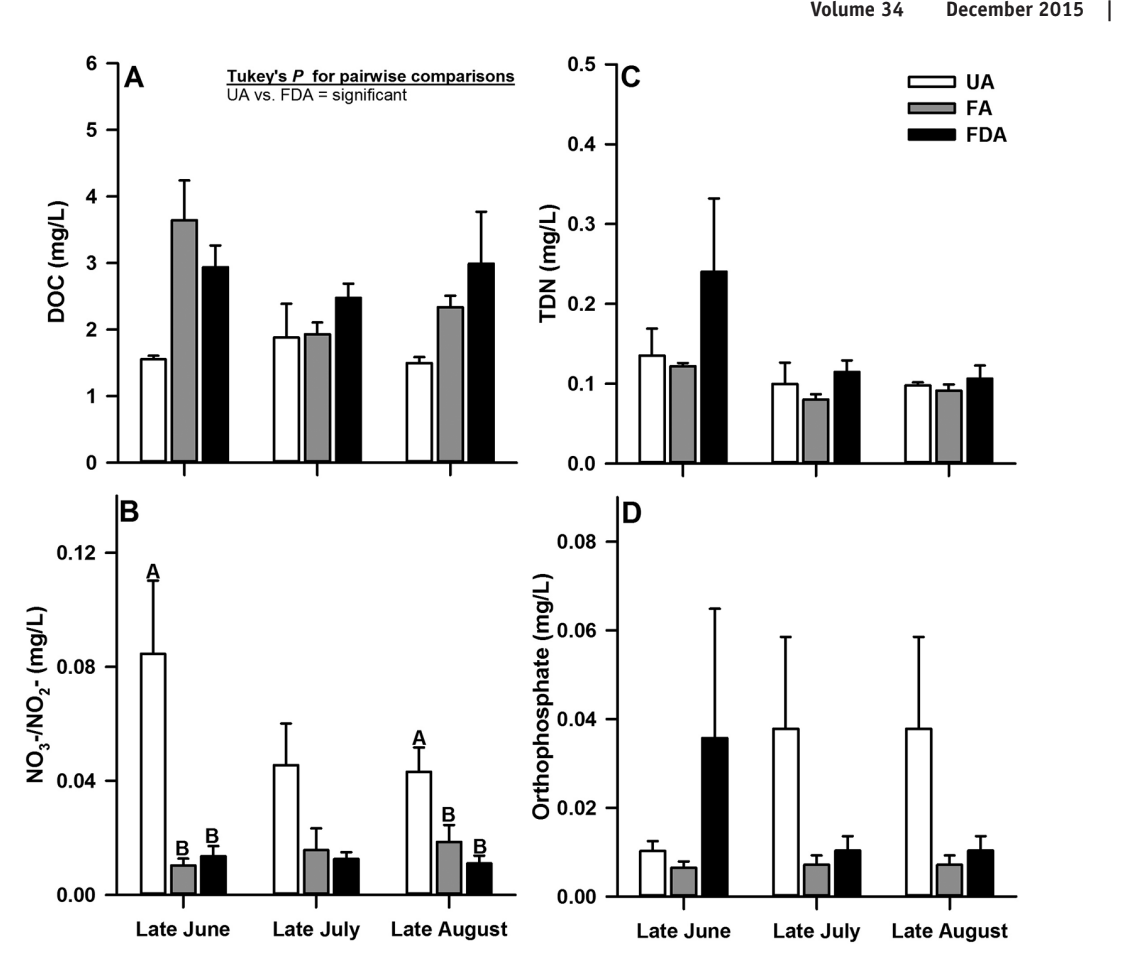 Volume 34 December 2015 |
A
Tukey's P for pairwise comparisons
UA vs. FDA = significant
6
5
4
3
2
1
0
DOC (mg/L)
C
UA
FA
FDA
0.5
0.4
0.3
0.2
0.1
0.0
TDN (mg/L)
B
0.12
0.08
0.04
0.00
NO3-/NO2- (mg/L)
A
B
B
A
B
B
Late June Late July Late August
D
0.08
0.06
0.04
0.02
0.00
Orthophosphate (mg/L)
Late June Late July Late August